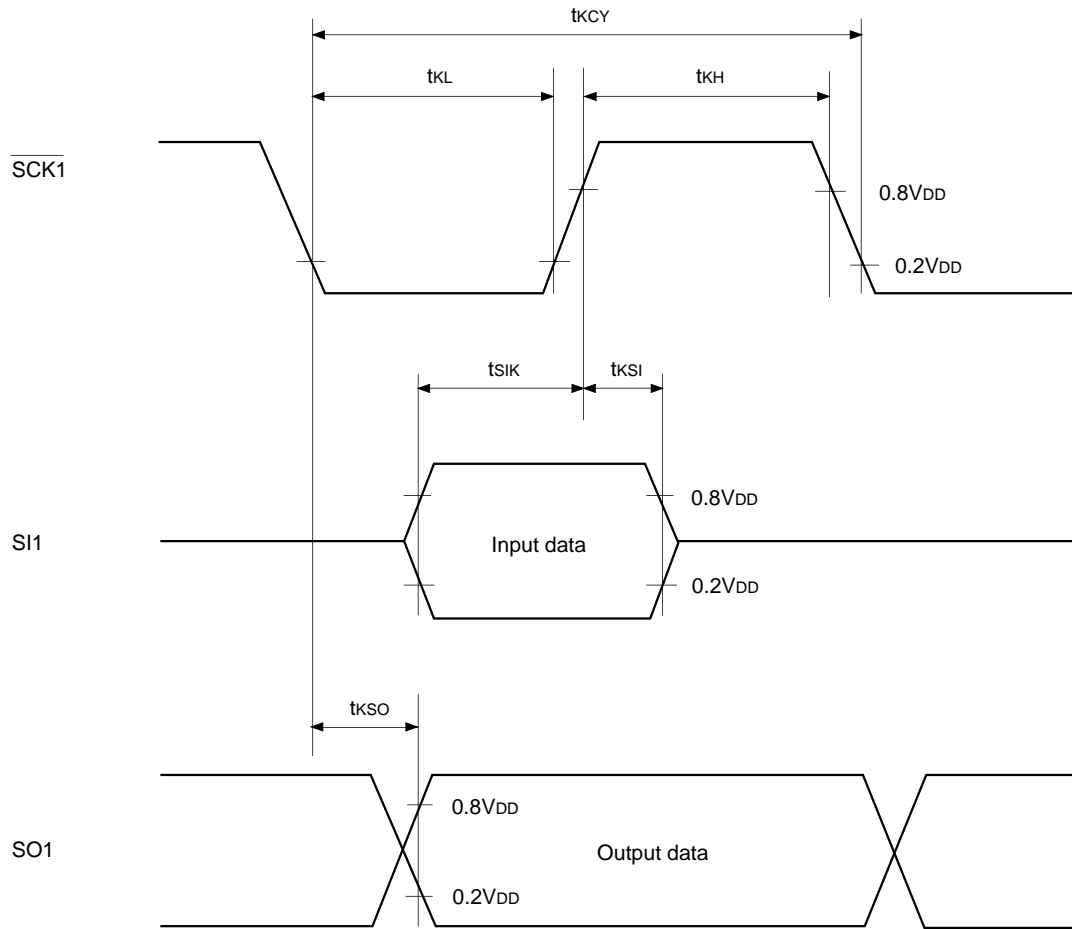 tKCY
tKL
tKH
SCK1
0.8VDD
0.2VDD
tSIK
tKSI
0.8VDD
SI1
Input data
0.2VDD
tKSO
0.8VDD
SO1
Output data
0.2VDD